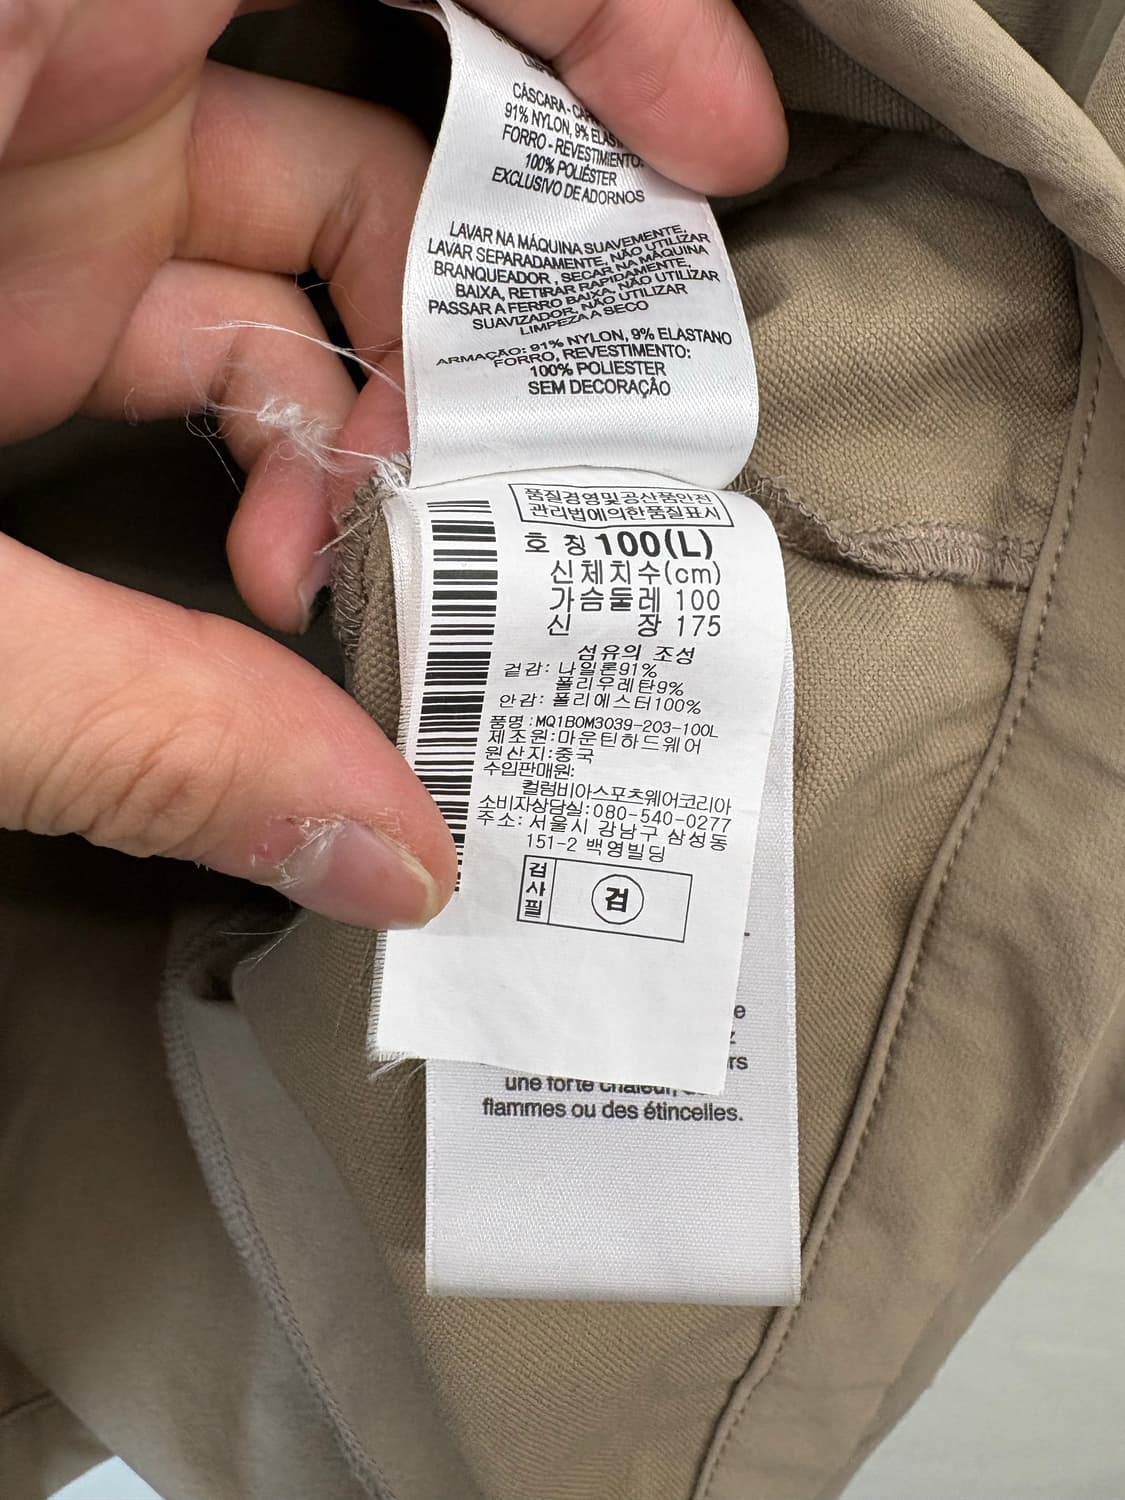 CÁSCARA-
91% NYLON, 9%
FORRO - REVESTIMIENTO:
100% POLIÉSTER
EXCLUSIVO DE ADORNOS
LAVAR NA MÁQUINA SUAVEMENTE,
LAVAR SEPARADAMENTE, NÃO UTILIZAR
BRANQUEADOR , SECAR NA MÁQUINA
BAIXA, RETIRAR RAPIDAMENTE,
PASSAR A FERRO BAIXA, NÃO UTILIZAR
SUAVIZADOR, NÃO UTILIZAR
LIMPEZA A SECO
ARMAÇÃO: 91% NYLON, 9% ELASTANO
FORRO, REVESTIMENTO:
100% POLIESTER
SEM DECORAÇÃO
품질경영및공산품안전
관리법에의한품질표시
호 칭 100(L)
신체치수(cm)
가슴둘레 100
신 장 175
섬유의 조성
겉감: 나일론91%
폴리우레탄9%
안감: 폴리에스터100%
품명:MQ1BOM3039-203-100L
제조원:마운틴하드웨어
원산지:중국
수입판매원:
컬럼비아스포츠웨어코리아
소비자상담실:080-540-0277
주소: 서울시 강남구 삼성동
151-2 백영빌딩
검사필 검
une forte chaleur,
flammes ou des étincelles.